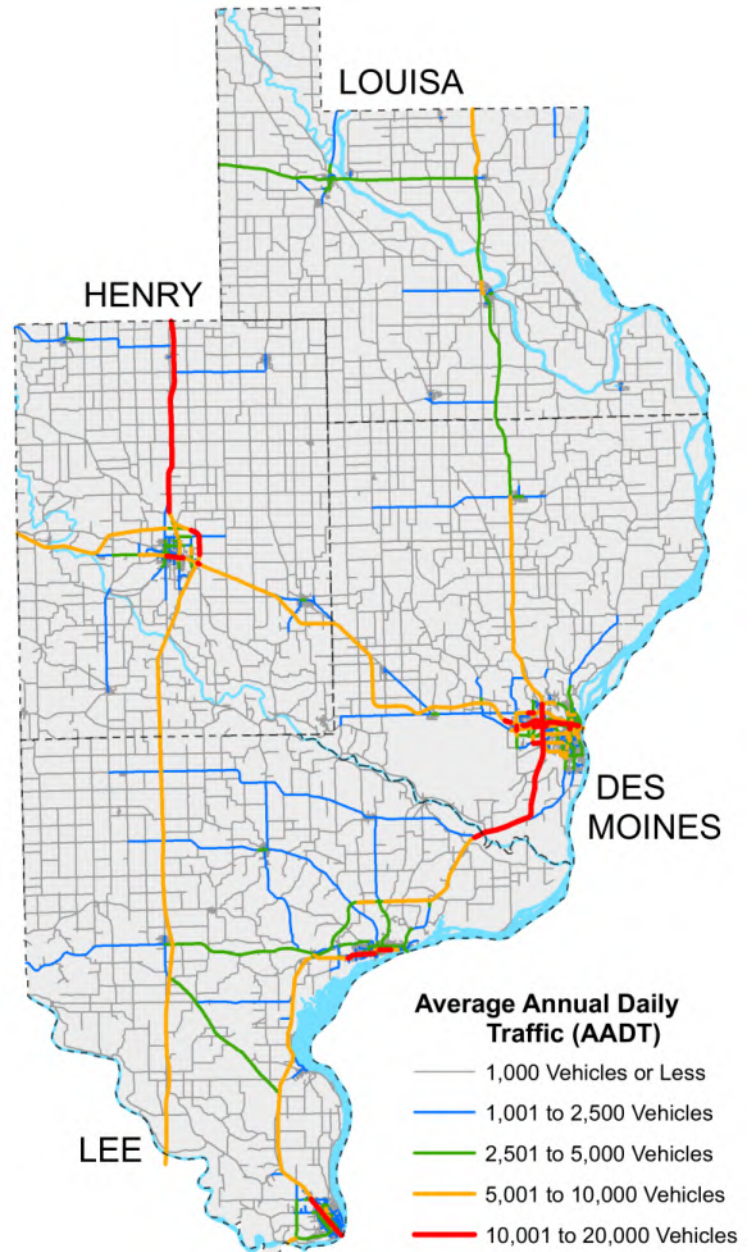 LOUISA
HENRY
DES
MOINES
LEE
Average Annual Daily
Traffic (AADT)
1,000 Vehicles or Less
1,001 to 2,500 Vehicles
2,501 to 5,000 Vehicles
5,001 to 10,000 Vehicles
10,001 to 20,000 Vehicles